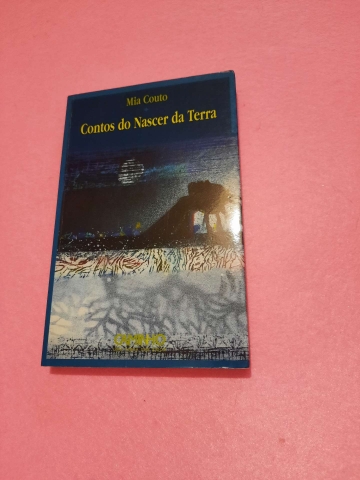 Mia Couto
Contos do Nascer da Terra